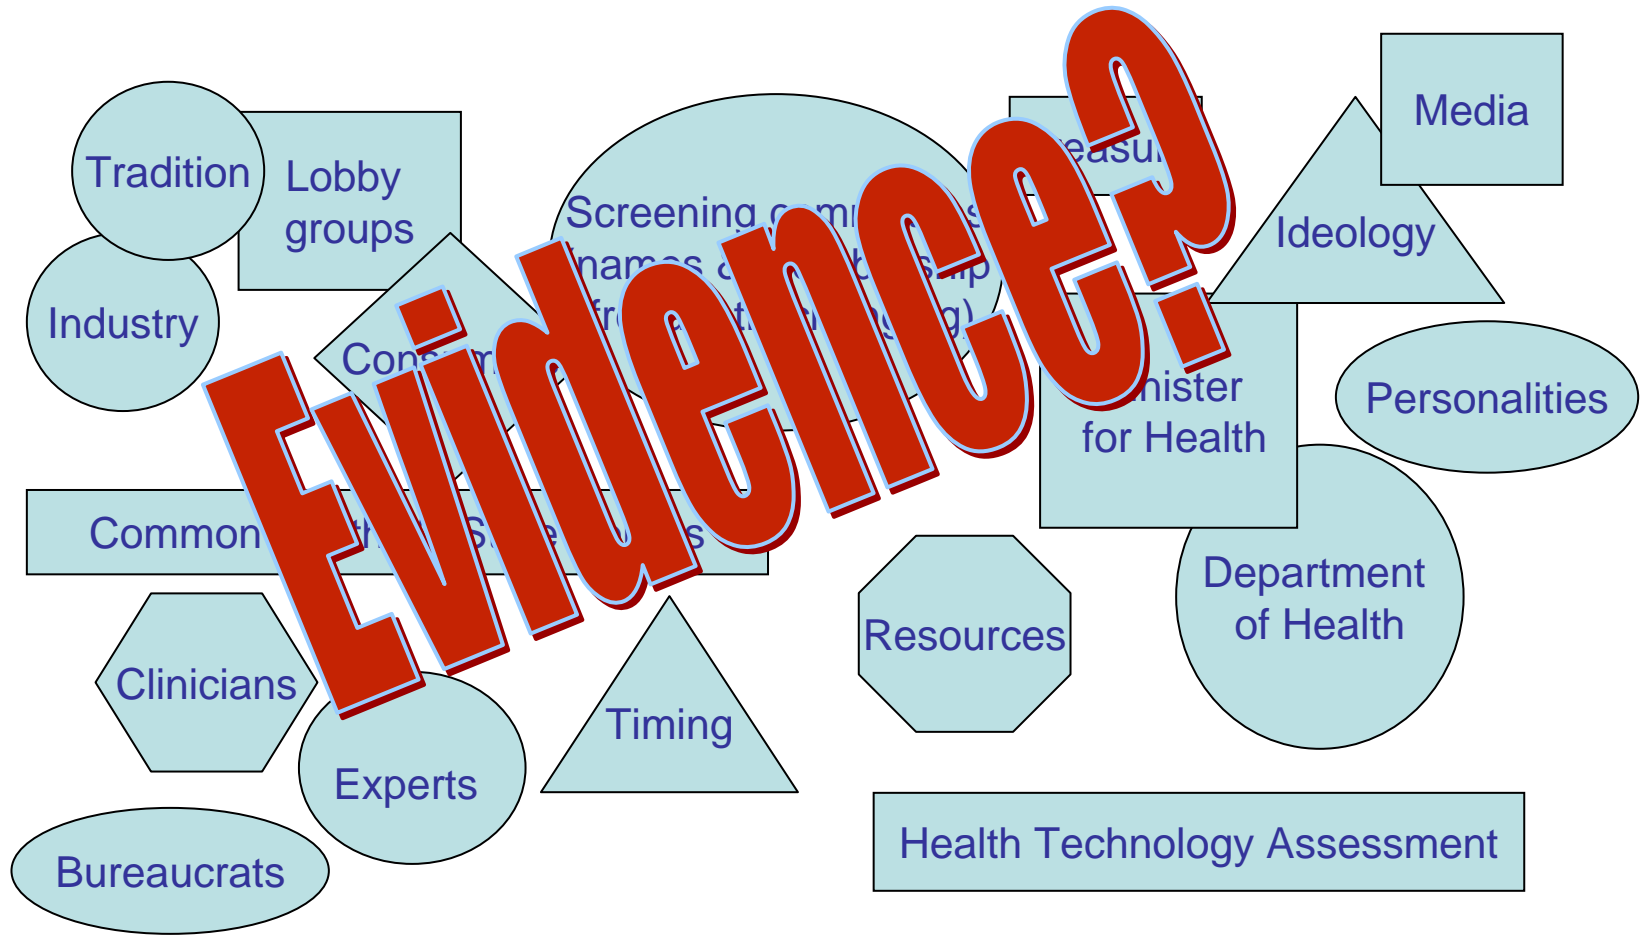 Evidence?
Media
Tradition
Lobby
groups
Screening
Ideology
Industry
for Health
Personalities
Department
of Health
Clinicians
Resources
Timing
Experts
Health Technology Assessment
Bureaucrats